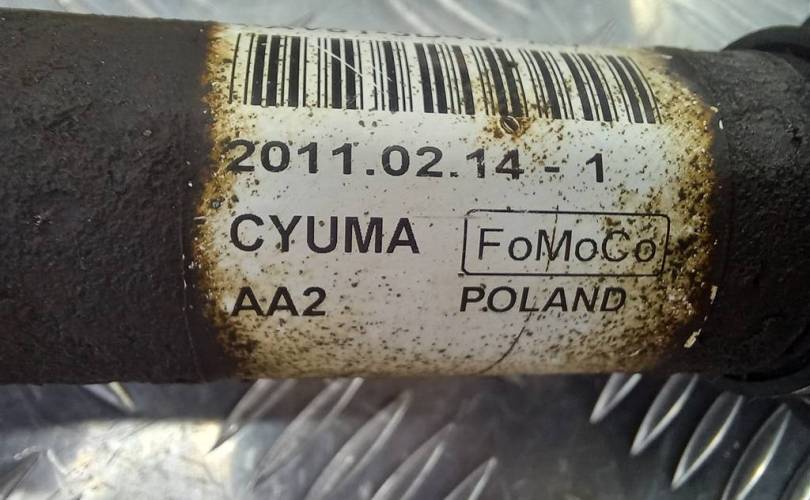 2011.02.14 - 1
CYUMA FoMoCo
AA2 POLAND